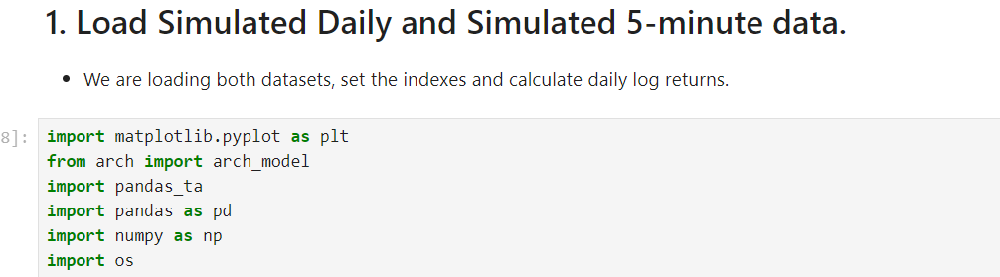 1. Load Simulated Daily and Simulated 5-minute data.
• We are loading both datasets, set the indexes and calculate daily log returns.
8]: import matplotlib.pyplot as plt
from arch import arch_model
import pandas_ta
import pandas as pd
import numpy as np
import os